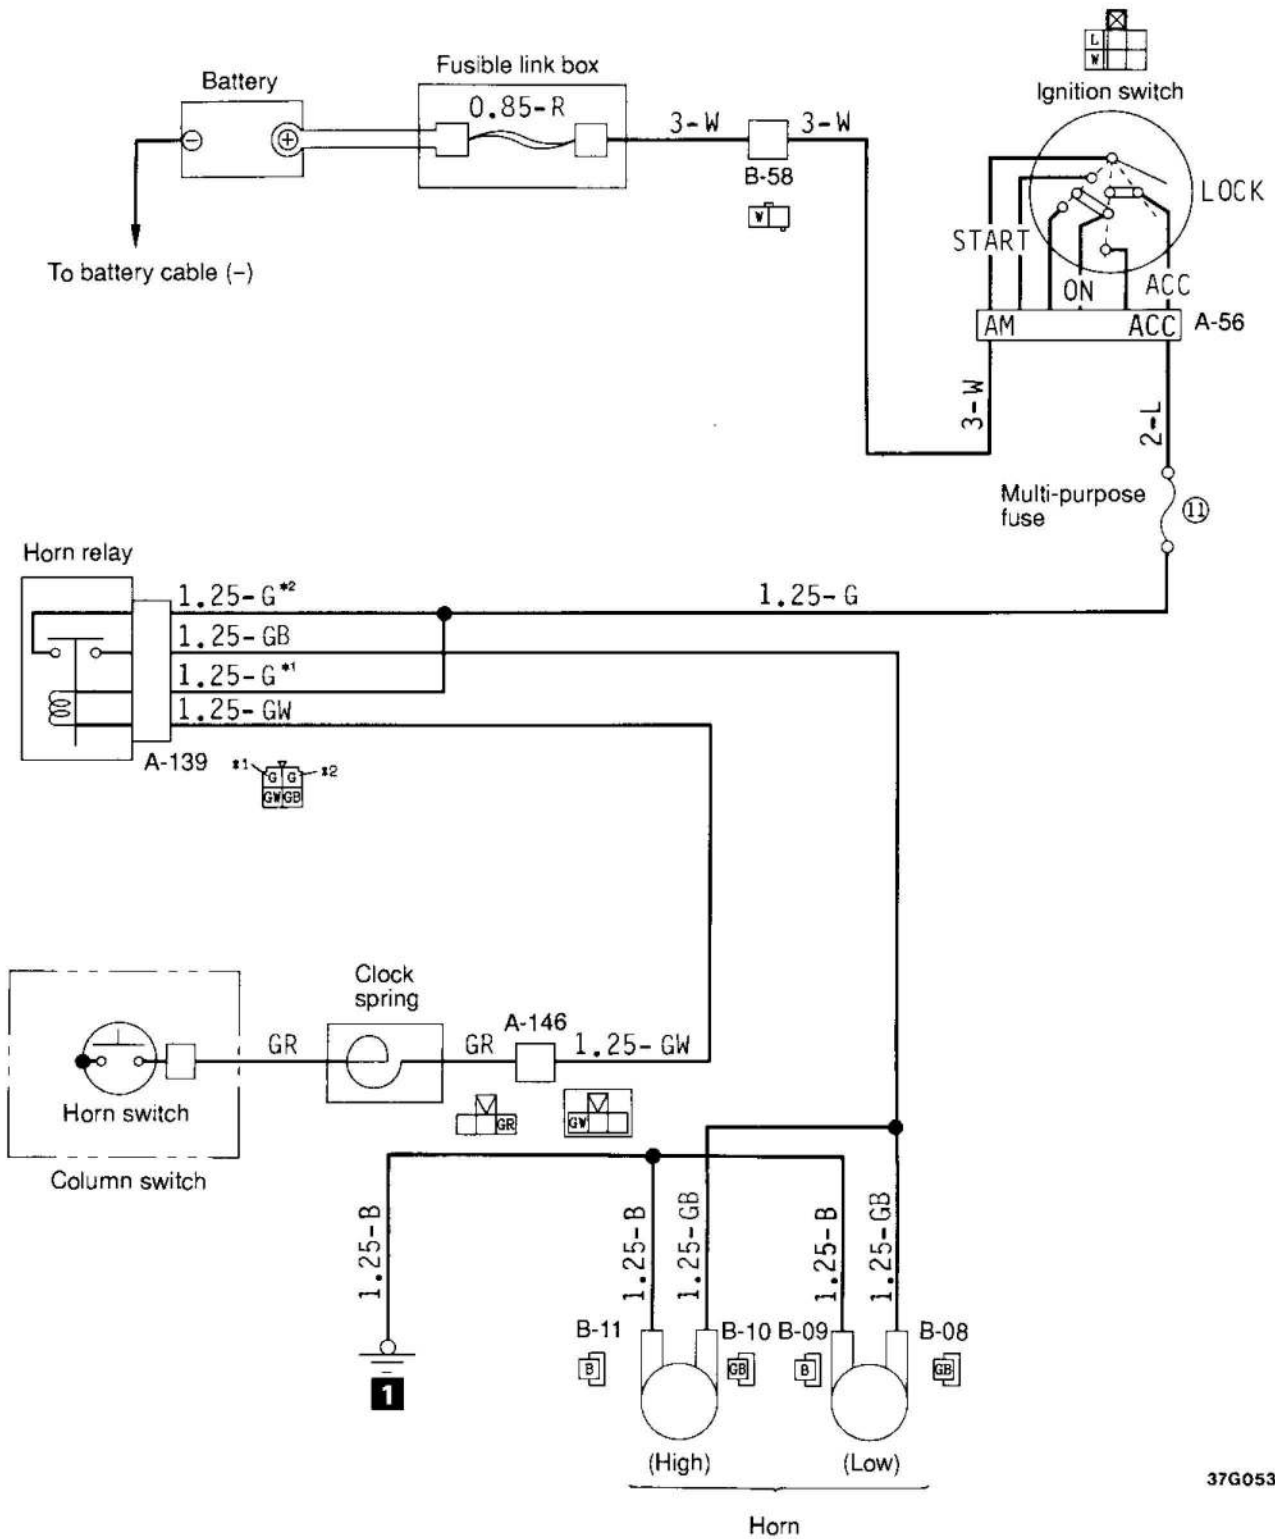 L
W
Ignition switch
Battery
Fusible link box
0.85-R
3-W
3-W
B-58
W
LOCK
START
ON
ACC
To battery cable (–)
AM
ACC
A-56
3-W
2-L
Multi-purpose
fuse
11
Horn relay
1.25-G*2
1.25-G
1.25-GB
1.25-G*1
1.25-GW
A-139
*1
*2
G G
GW GB
Clock
spring
A-146
GR
GR
1.25-GW
Horn switch
GR
GW
Column switch
1.25-B
1.25-B
1.25-GB
1.25-B
1.25-GB
B-11
B-10
B-09
B-08
B
GB
B
GB
1
(High)
(Low)
Horn
37G053